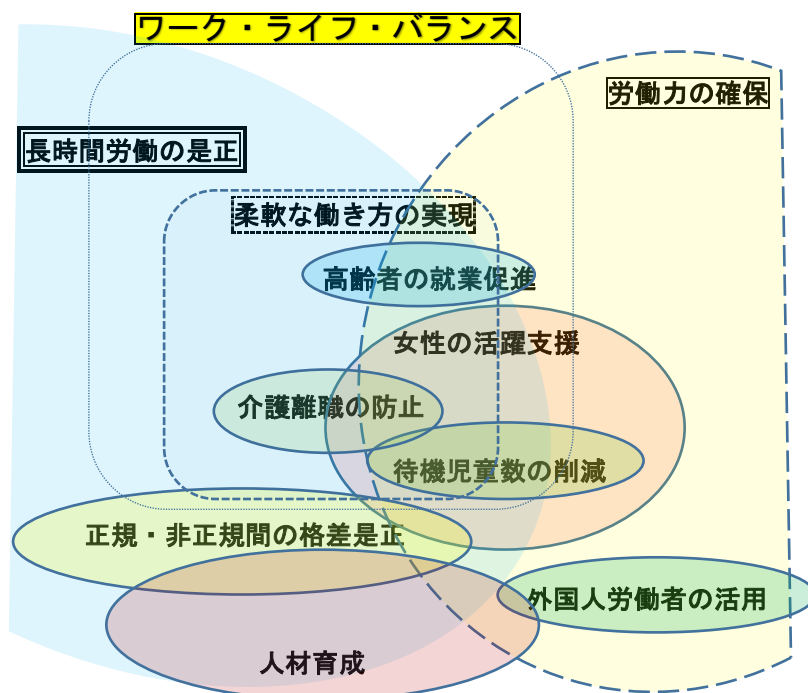 ワーク・ライフ・バランス
労働力の確保
長時間労働の是正
柔軟な働き方の実現
高齢者の就業促進
女性の活躍支援
介護離職の防止
待機児童数の削減
正規・非正規間の格差是正
外国人労働者の活用
人材育成